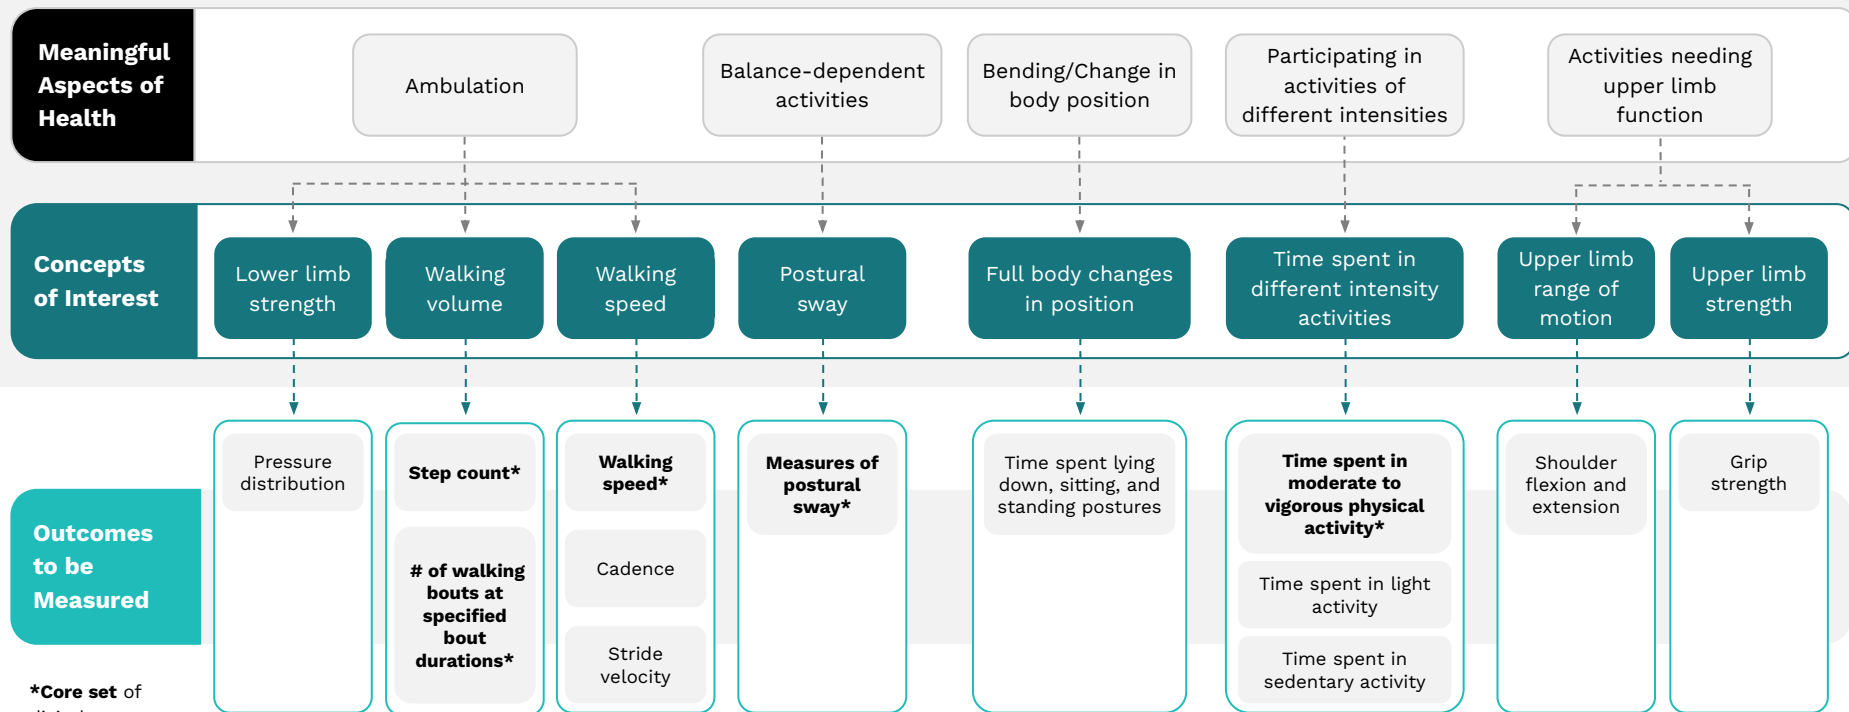 Meaningful
Aspects of
Health
Ambulation
Balance-dependent
activities
Bending/Change in
body position
Participating in
activities of
different intensities
Activities needing
upper limb
function
Concepts
of Interest
Lower limb
strength
Walking
volume
Walking
speed
Postural
sway
Full body changes
in position
Time spent in
different intensity
activities
Upper limb
range of
motion
Upper limb
strength
Outcomes
to be
Measured
Pressure
distribution
Step count*
# of walking
bouts at
specified
bout
durations*
Walking
speed*
Cadence
Stride
velocity
Measures of
postural
sway*
Time spent lying
down, sitting, and
standing postures
Time spent in
moderate to
vigorous physical
activity*
Time spent in light
activity
Time spent in
sedentary activity
Shoulder
flexion and
extension
Grip
strength
*Core set of